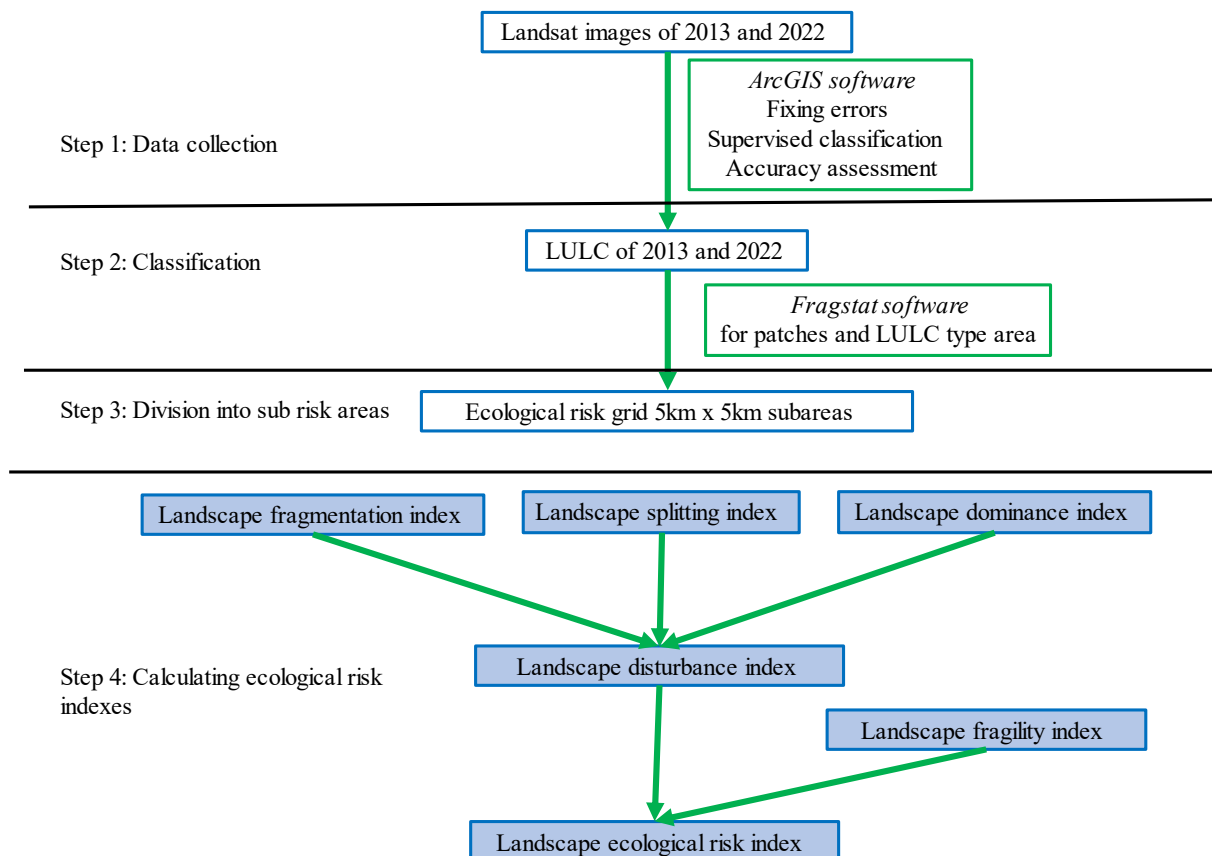 Landsat images of 2013 and 2022
ArcGIS software
Fixing errors
Supervised classification
Accuracy assessment
Step 1: Data collection
LULC of 2013 and 2022
Step 2: Classification
Fragstat software
for patches and LULC type area
Step 3: Division into sub risk areas
Ecological risk grid 5km x 5km subareas
Landscape fragmentation index
Landscape splitting index
Landscape dominance index
Landscape disturbance index
Step 4: Calculating ecological risk
indexes
Landscape fragility index
Landscape ecological risk index